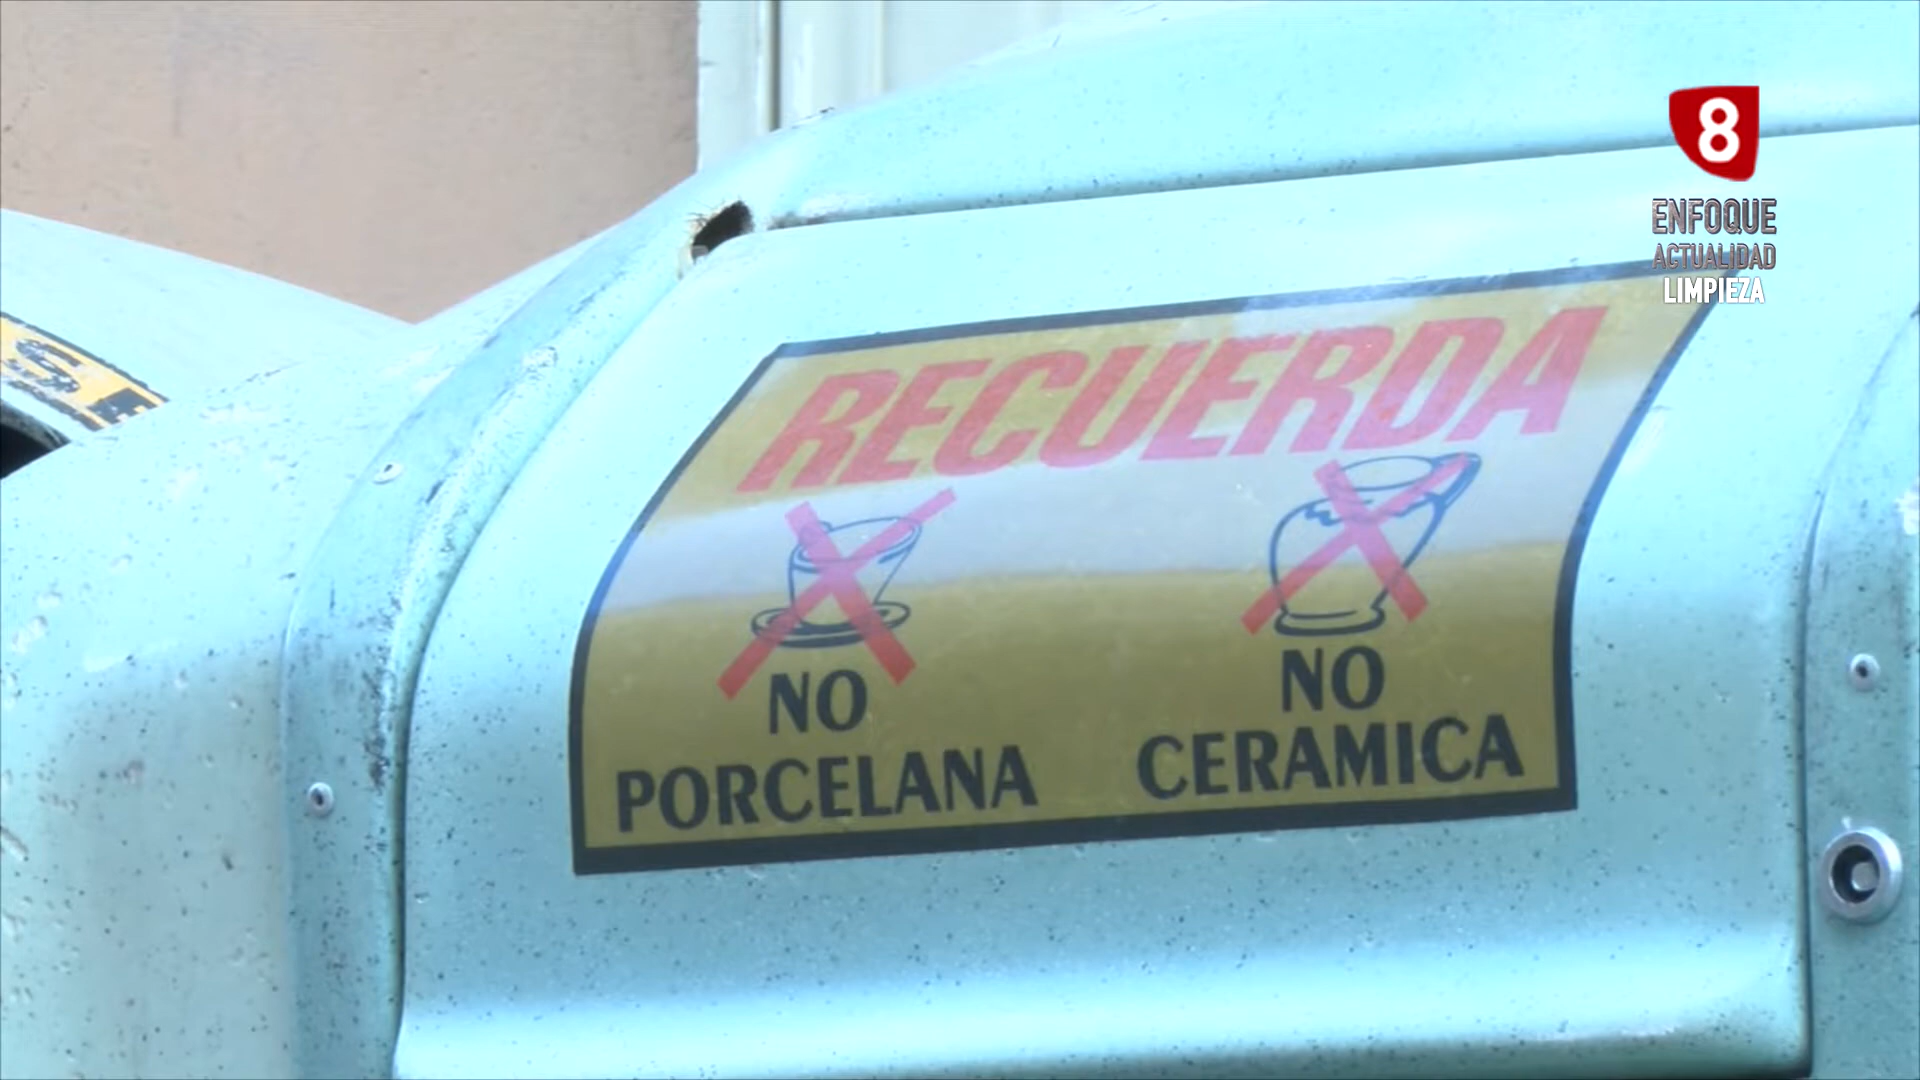 8
ENFOQUE
ACTUALIDAD
LIMPIEZA
RECUERDA
NO
PORCELANA
NO
CERAMICA